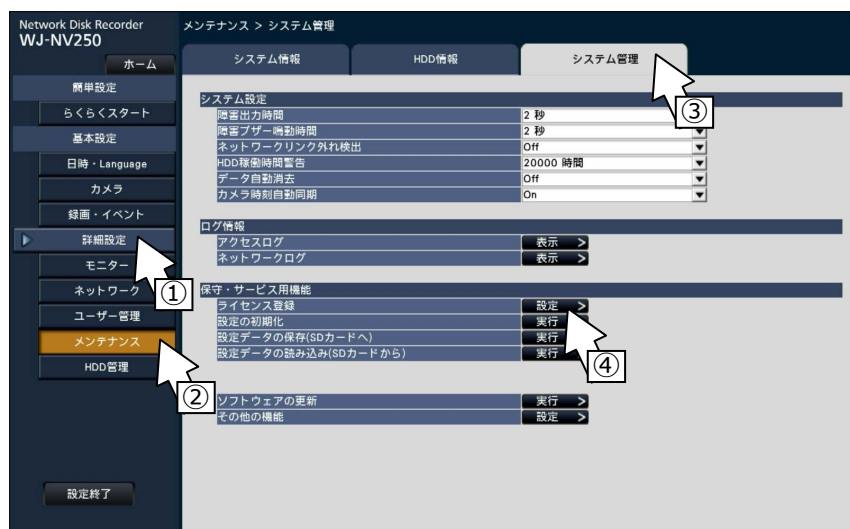 Network Disk Recorder
WJ-NV250
ホーム
簡単設定
らくらくスタート
基本設定
日時・Language
カメラ
録画・イベント
詳細設定
①
モニター
ネットワーク
ユーザー管理
メンテナンス
②
HDD管理
設定終了
メンテナンス > システム管理
システム情報 HDD情報 システム管理
③
システム設定
障害出力時間 2 秒
障害ブザー鳴動時間 2 秒
ネットワークリンク外れ検出 Off
HDD稼働時間警告 20000 時間
データ自動消去 Off
カメラ時刻自動同期 On
ログ情報
アクセスログ 表示 >
ネットワークログ 表示 >
保守・サービス用機能
ライセンス登録 設定 >
④
設定の初期化 実行
設定データの保存(SDカードへ) 実行
設定データの読み込み(SDカードから) 実行
ソフトウェアの更新 実行 >
その他の機能 設定 >